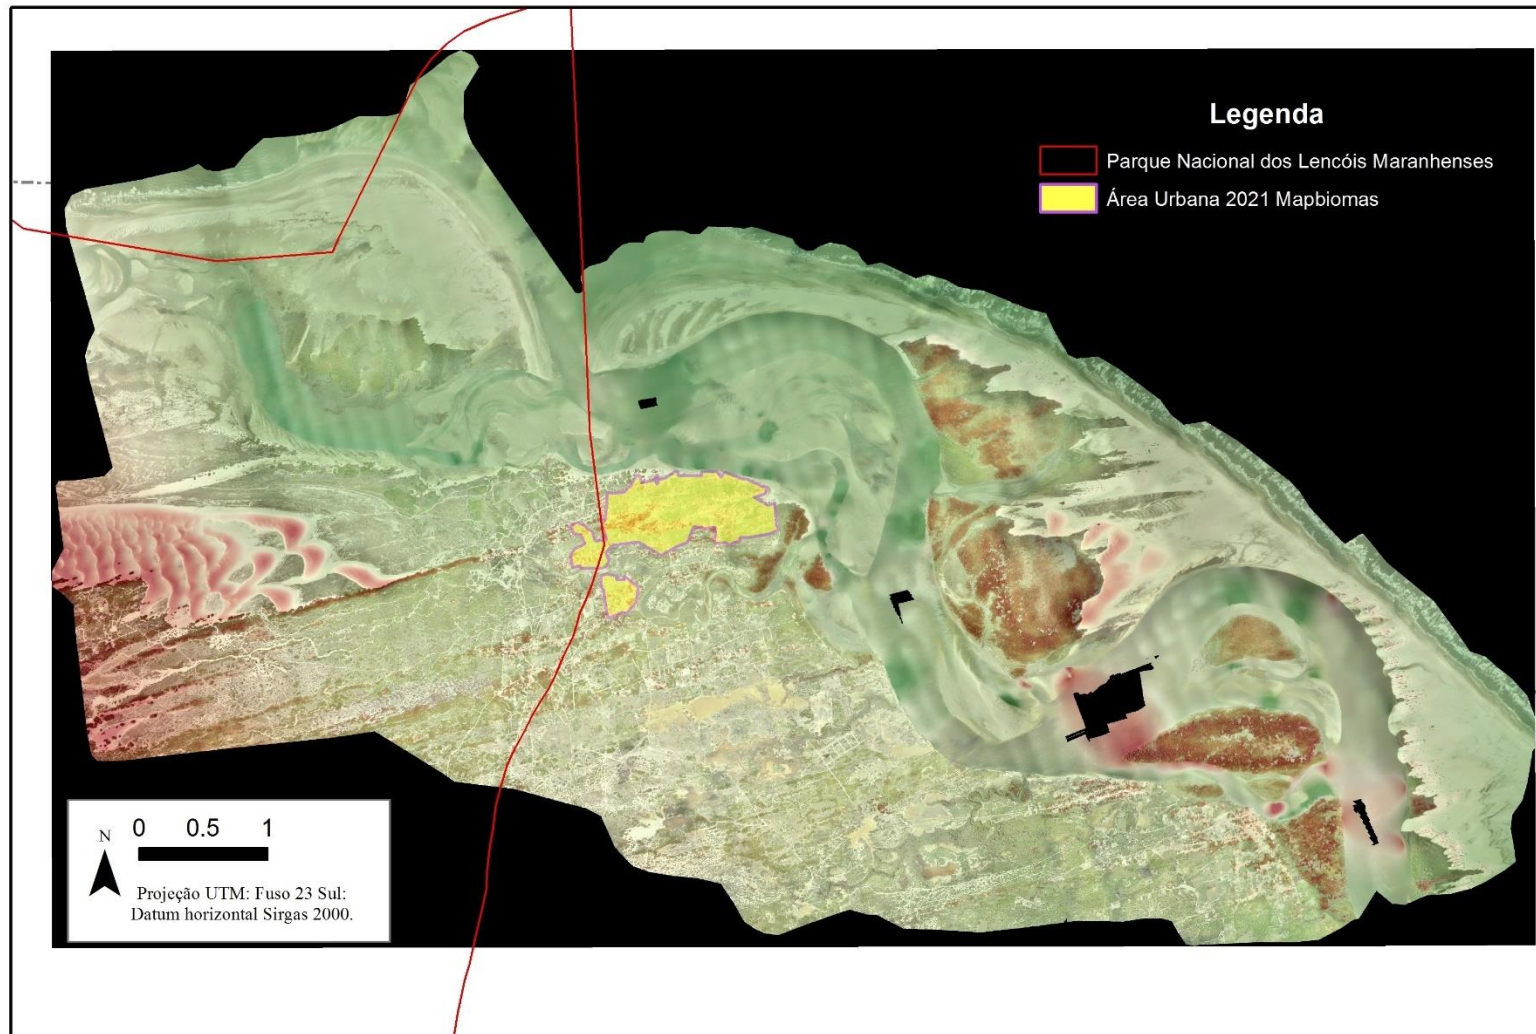 Legenda
Parque Nacional dos Lencóis Maranhenses
Área Urbana 2021 Mapbiomas
N
0 0.5 1
Projeção UTM: Fuso 23 Sul:
Datum horizontal Sirgas 2000.